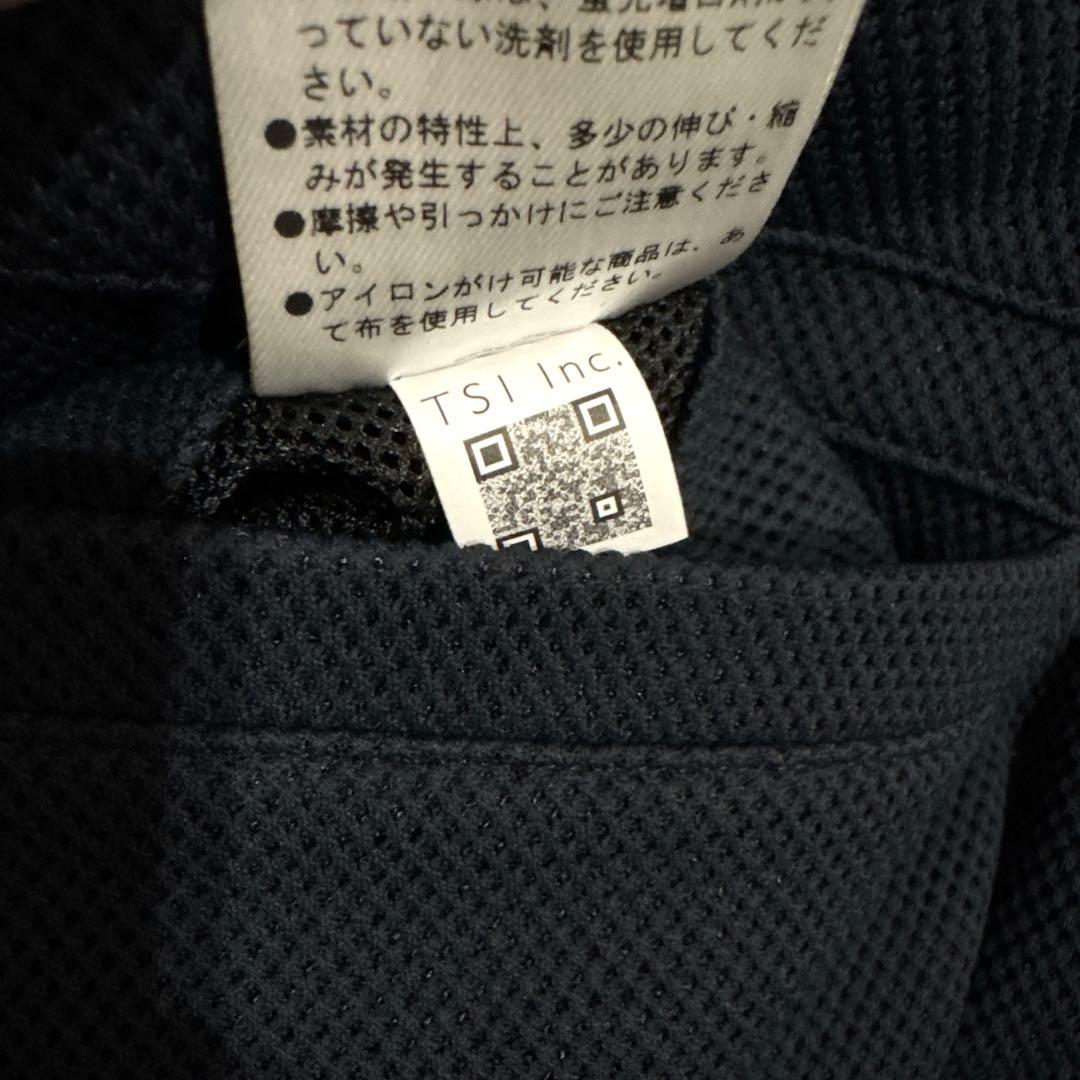 っていない洗剤を使用してくだ
さい。
●素材の特性上、多少の伸び・縮
みが発生することがあります。
●摩擦や引っかけにご注意くださ
い。
●アイロンがけ可能な商品は、あ
て布を使用してください。
TSI Inc.